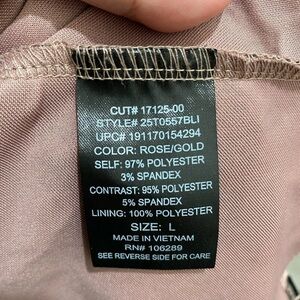 CUT# 17125-00
STYLE# 25T0557BLI
UPC# 191170154294
COLOR: ROSE/GOLD
SELF: 97% POLYESTER
3% SPANDEX
CONTRAST: 95% POLYESTER
5% SPANDEX
LINING: 100% POLYESTER
SIZE: L
MADE IN VIETNAM
RN# 106289
SEE REVERSE SIDE FOR CARE